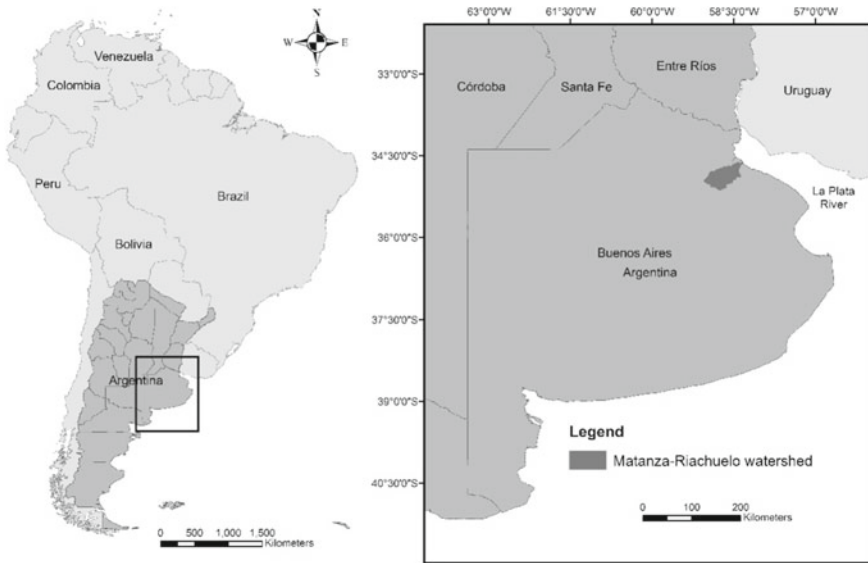 N
W E
S
Venezuela
Colombia
Peru
Brazil
Bolivia
Argentina
0 500 1,000 1,500
Kilometers
63°0'0"W 61°30'0"W 60°0'0"W 58°30'0"W 57°0'0"W
33°0'0"S
34°30'0"S
36°0'0"S
37°30'0"S
39°0'0"S
40°30'0"S
Córdoba
Santa Fe
Entre Ríos
Uruguay
La Plata
River
Buenos Aires
Argentina
Legend
Matanza-Riachuelo watershed
0 100 200
Kilometers